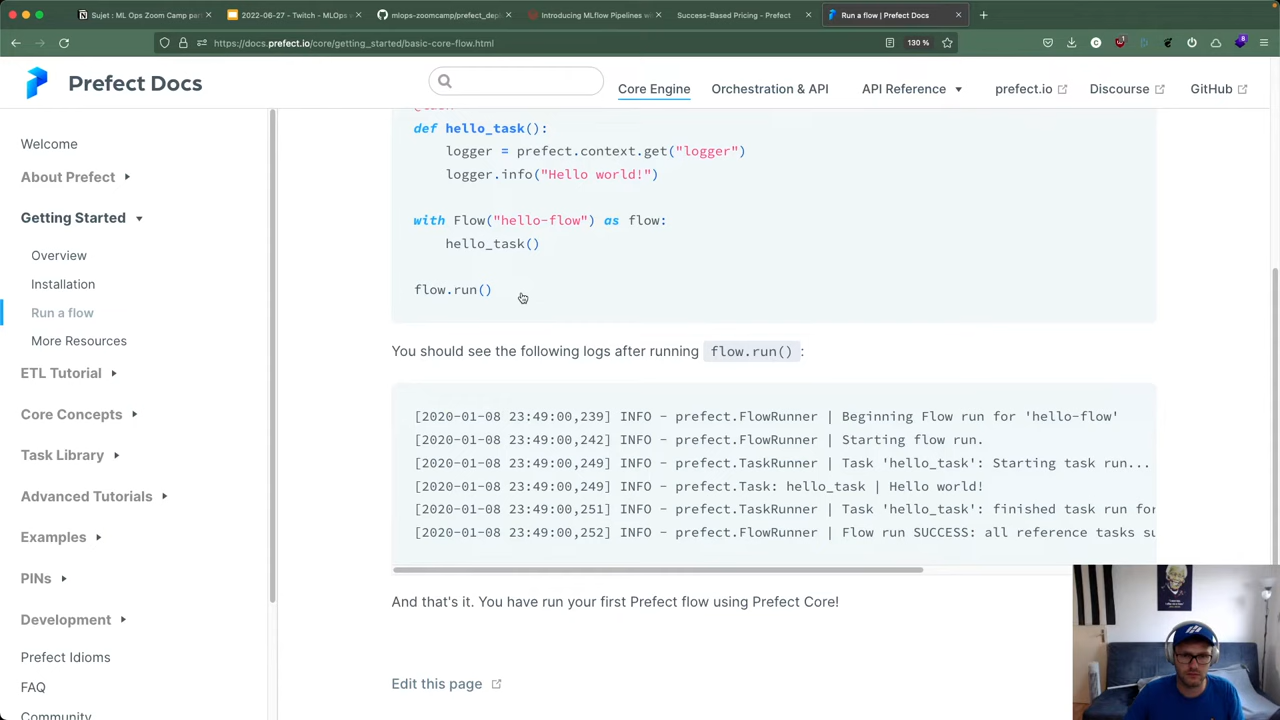 Sujet : ML Ops Zoom Camp part
2022-06-27 - Twitch - MLOps v
mlops-zoomcamp/prefect_depl
Introducing MLflow Pipelines wi
Success-Based Pricing - Prefect
Run a flow | Prefect Docs
https://docs.prefect.io/core/getting_started/basic-core-flow.html
130 %
Prefect Docs
Core Engine
Orchestration & API
API Reference
prefect.io
Discourse
GitHub
Welcome
About Prefect
Getting Started
Overview
Installation
Run a flow
More Resources
ETL Tutorial
Core Concepts
Task Library
Advanced Tutorials
Examples
PINs
Development
Prefect Idioms
FAQ
Community
@task
def hello_task():
logger = prefect.context.get("logger")
logger.info("Hello world!")
with Flow("hello-flow") as flow:
hello_task()
flow.run()
You should see the following logs after running flow.run() :
[2020-01-08 23:49:00,239] INFO - prefect.FlowRunner | Beginning Flow run for 'hello-flow'
[2020-01-08 23:49:00,242] INFO - prefect.FlowRunner | Starting flow run.
[2020-01-08 23:49:00,249] INFO - prefect.TaskRunner | Task 'hello_task': Starting task run...
[2020-01-08 23:49:00,249] INFO - prefect.Task: hello_task | Hello world!
[2020-01-08 23:49:00,251] INFO - prefect.TaskRunner | Task 'hello_task': finished task run for
[2020-01-08 23:49:00,252] INFO - prefect.FlowRunner | Flow run SUCCESS: all reference tasks su
And that's it. You have run your first Prefect flow using Prefect Core!
Edit this page